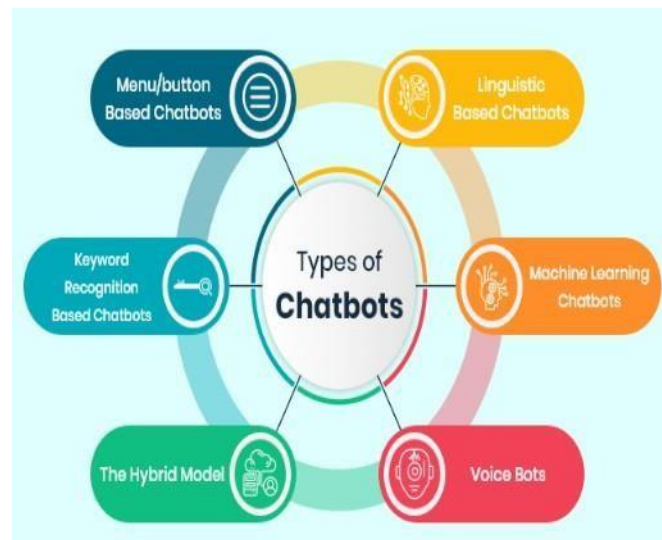 Menu/button
Based Chatbots
Linguistic
Based Chatbots
Keyword
Recognition
Based Chatbots
Types of
Chatbots
Machine Learning
Chatbots
The Hybrid Model
Voice Bots